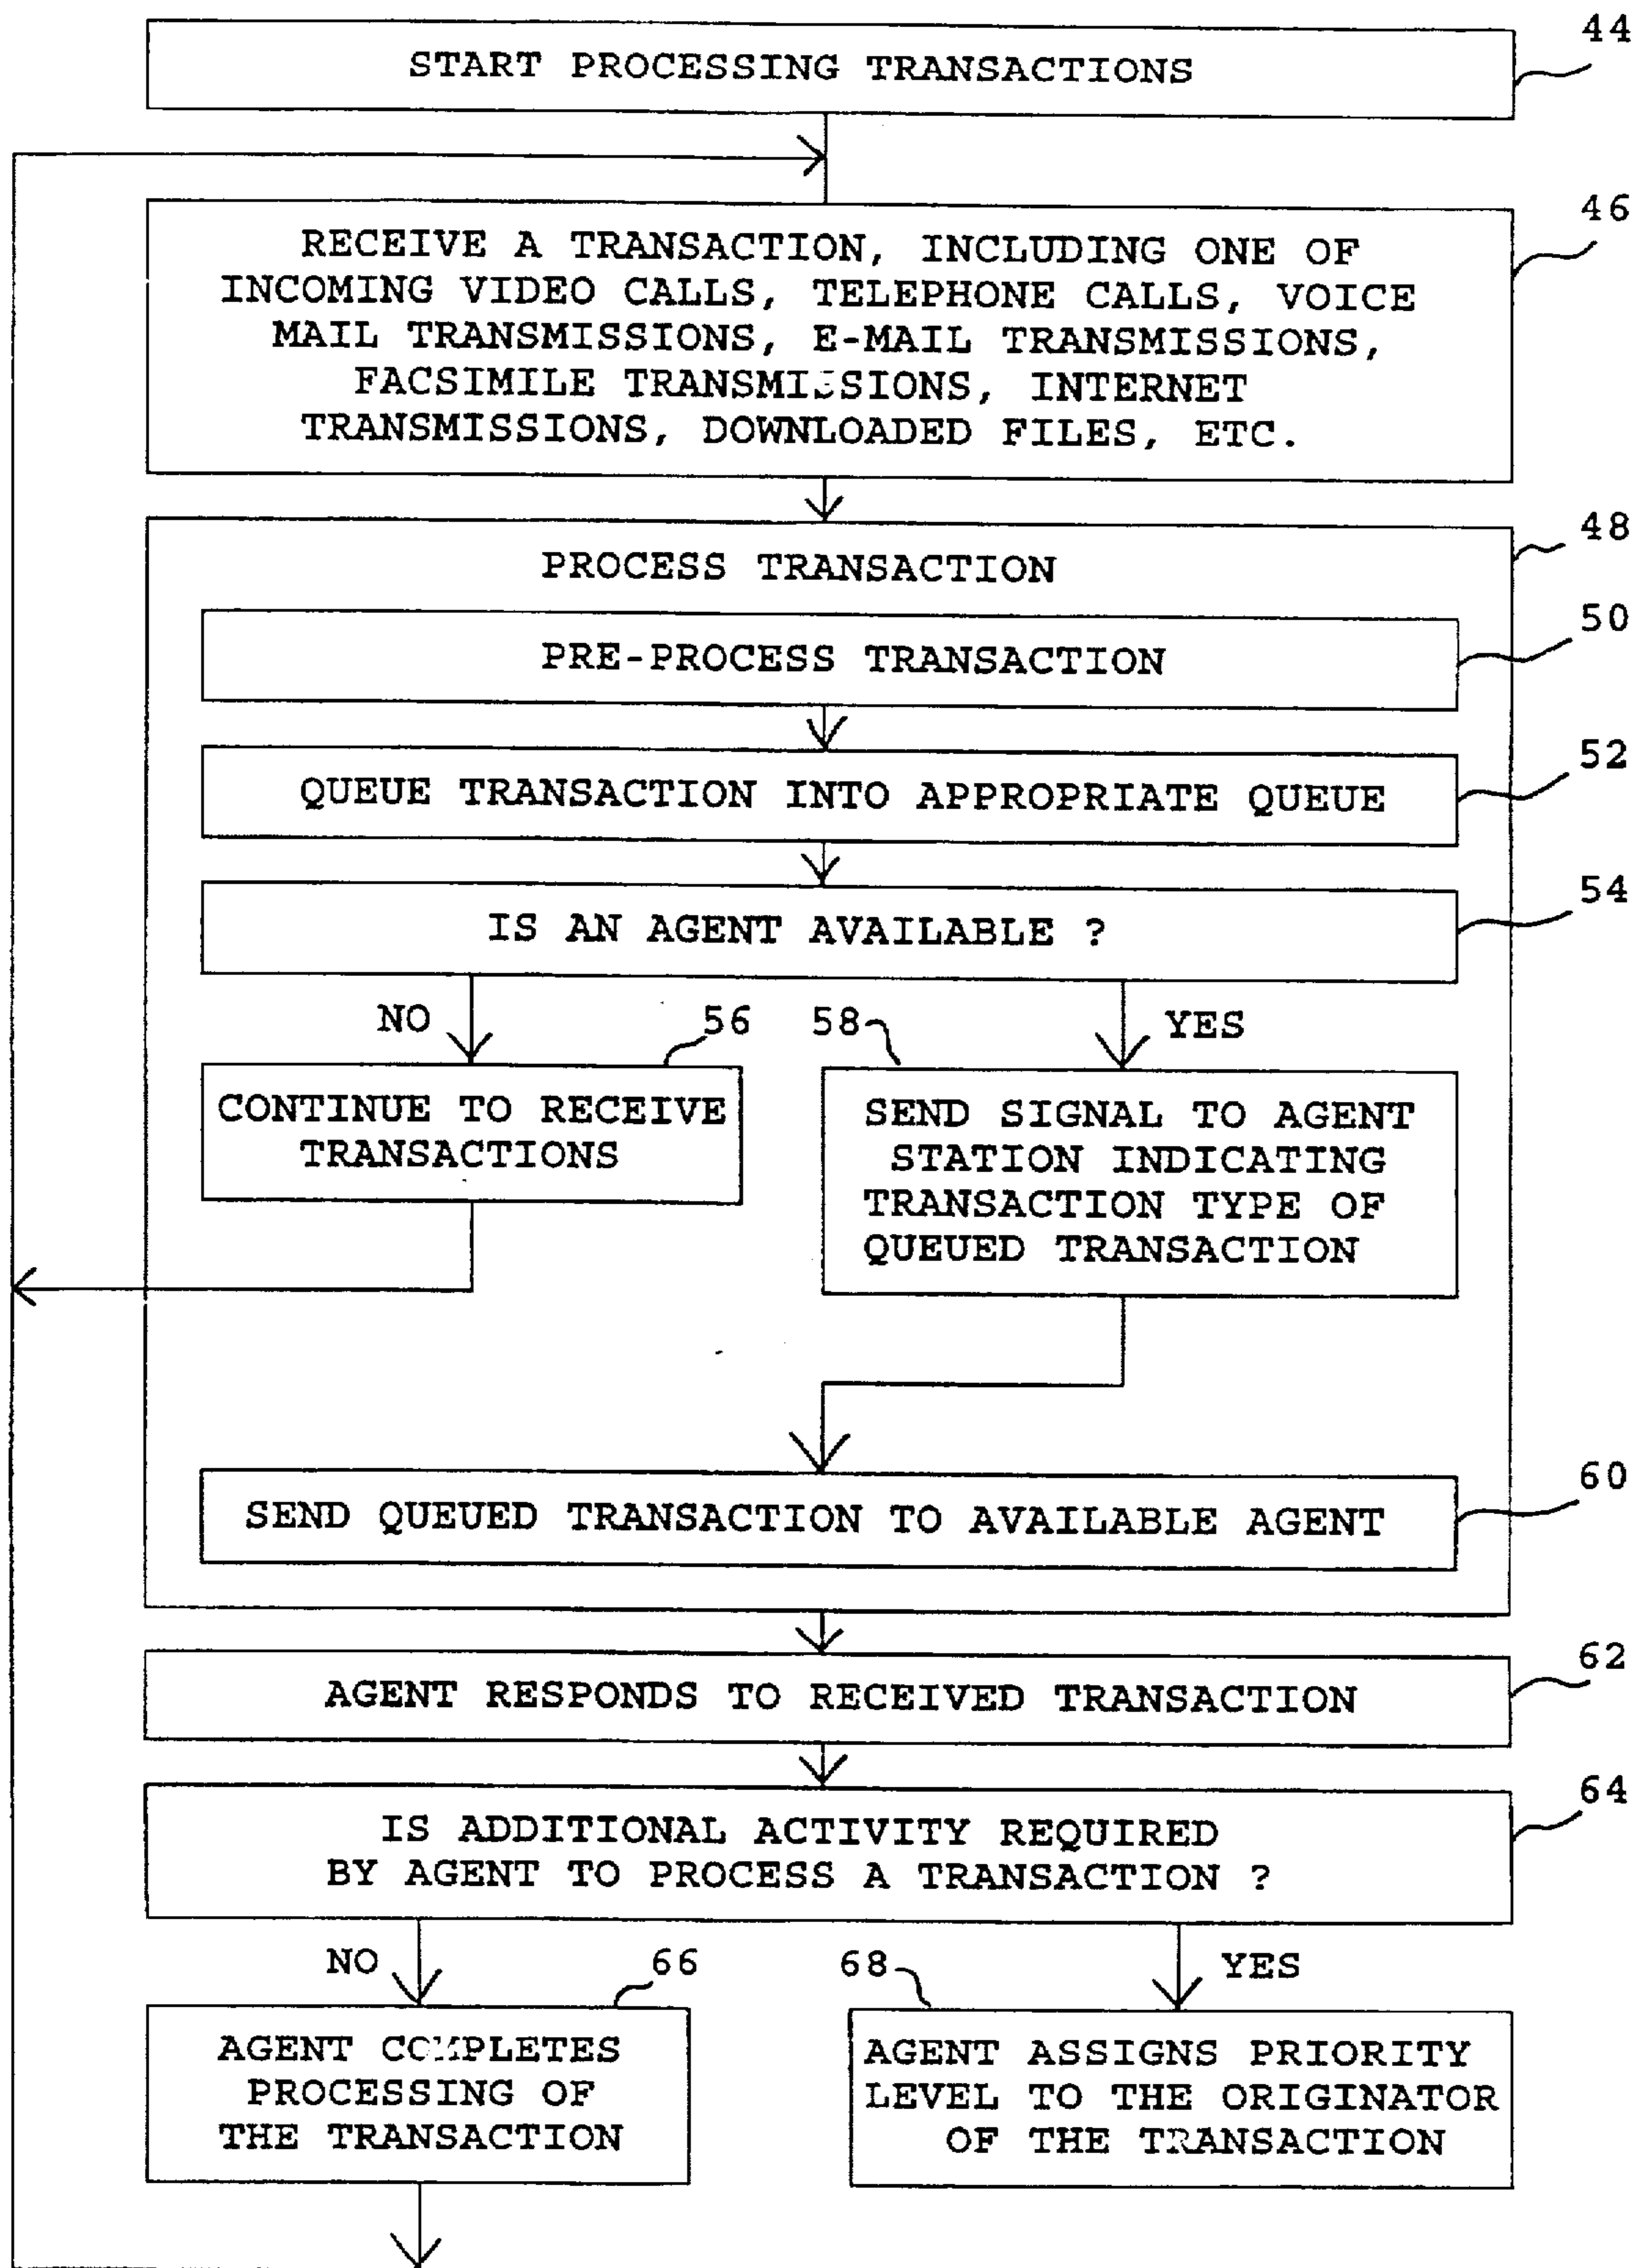 44
START PROCESSING TRANSACTIONS
46
RECEIVE A TRANSACTION, INCLUDING ONE OF
INCOMING VIDEO CALLS, TELEPHONE CALLS, VOICE
MAIL TRANSMISSIONS, E-MAIL TRANSMISSIONS,
FACSIMILE TRANSMISSIONS, INTERNET
TRANSMISSIONS, DOWNLOADED FILES, ETC.
48
PROCESS TRANSACTION
50
PRE-PROCESS TRANSACTION
52
QUEUE TRANSACTION INTO APPROPRIATE QUEUE
54
IS AN AGENT AVAILABLE ?
NO
56
58
YES
CONTINUE TO RECEIVE
TRANSACTIONS
SEND SIGNAL TO AGENT
STATION INDICATING
TRANSACTION TYPE OF
QUEUED TRANSACTION
60
SEND QUEUED TRANSACTION TO AVAILABLE AGENT
62
AGENT RESPONDS TO RECEIVED TRANSACTION
64
IS ADDITIONAL ACTIVITY REQUIRED
BY AGENT TO PROCESS A TRANSACTION ?
NO
66
68
YES
AGENT COMPLETES
PROCESSING OF
THE TRANSACTION
AGENT ASSIGNS PRIORITY
LEVEL TO THE ORIGINATOR
OF THE TRANSACTION